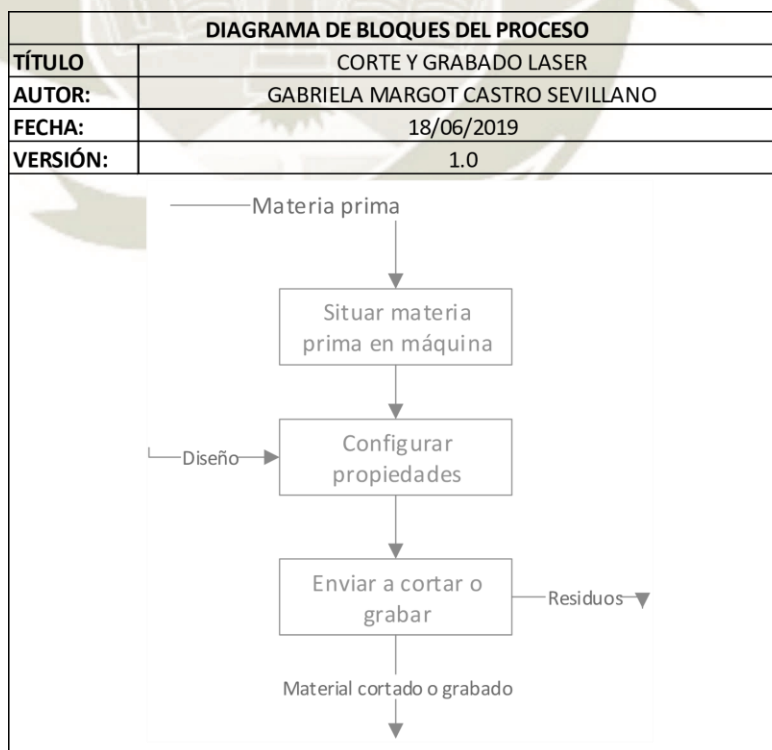 DIAGRAMA DE BLOQUES DEL PROCESO
TÍTULO CORTE Y GRABADO LASER
AUTOR: GABRIELA MARGOT CASTRO SEVILLANO
FECHA: 18/06/2019
VERSIÓN: 1.0
Materia prima
Situar materia
prima en máquina
Diseño
Configurar
propiedades
Enviar a cortar o
grabar
Residuos
Material cortado o grabado